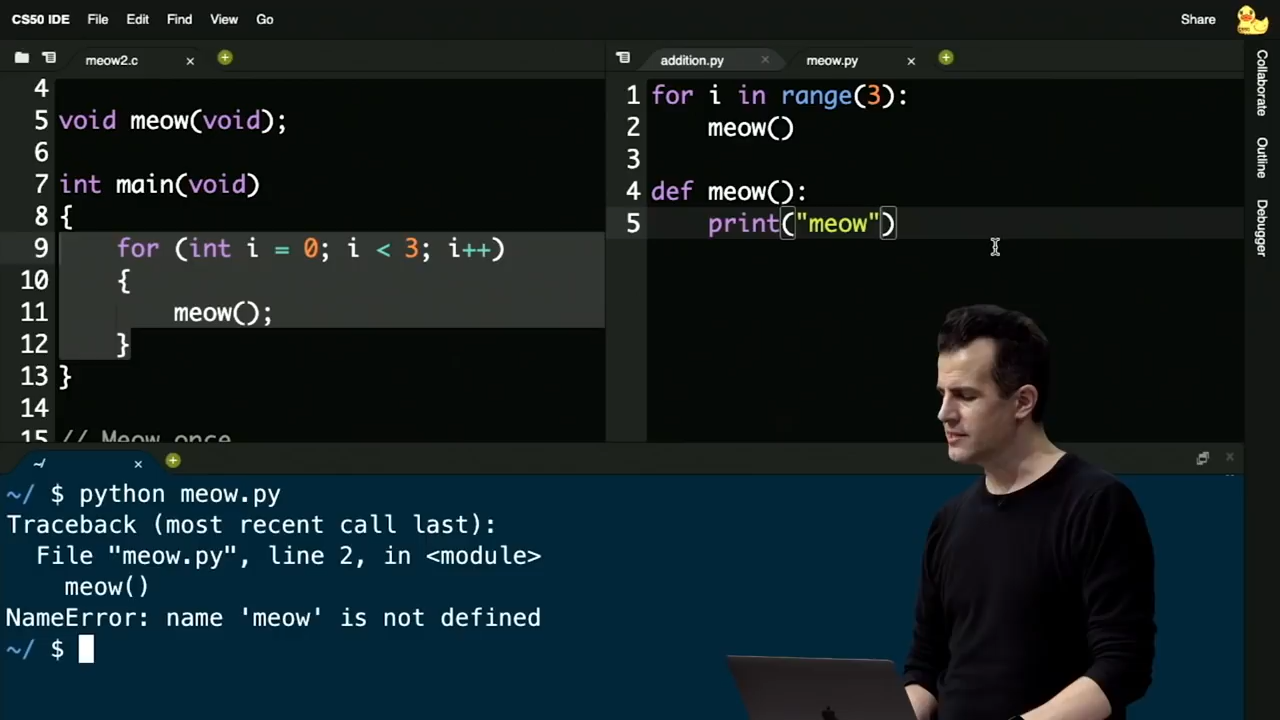 CS50 IDE File Edit Find View Go Share
meow2.c
addition.py meow.py
4
5 void meow(void);
6
7 int main(void)
8 {
9     for (int i = 0; i < 3; i++)
10     {
11         meow();
12     }
13 }
14
15 // Meow once
1 for i in range(3):
2     meow()
3
4 def meow():
5     print("meow")
Collaborate
Outline
Debugger
~/ $ python meow.py
Traceback (most recent call last):
  File "meow.py", line 2, in <module>
    meow()
NameError: name 'meow' is not defined
~/ $